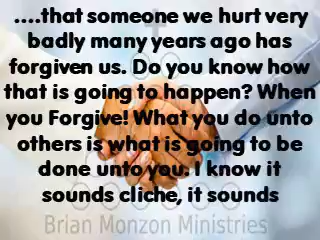 ....that someone we hurt very
badly many years ago has
forgiven us. Do you know how
that is going to happen? When
you Forgive! What you do unto
others is what is going to be
done unto you. I know it
sounds cliche, it sounds
Brian Monzon Ministries